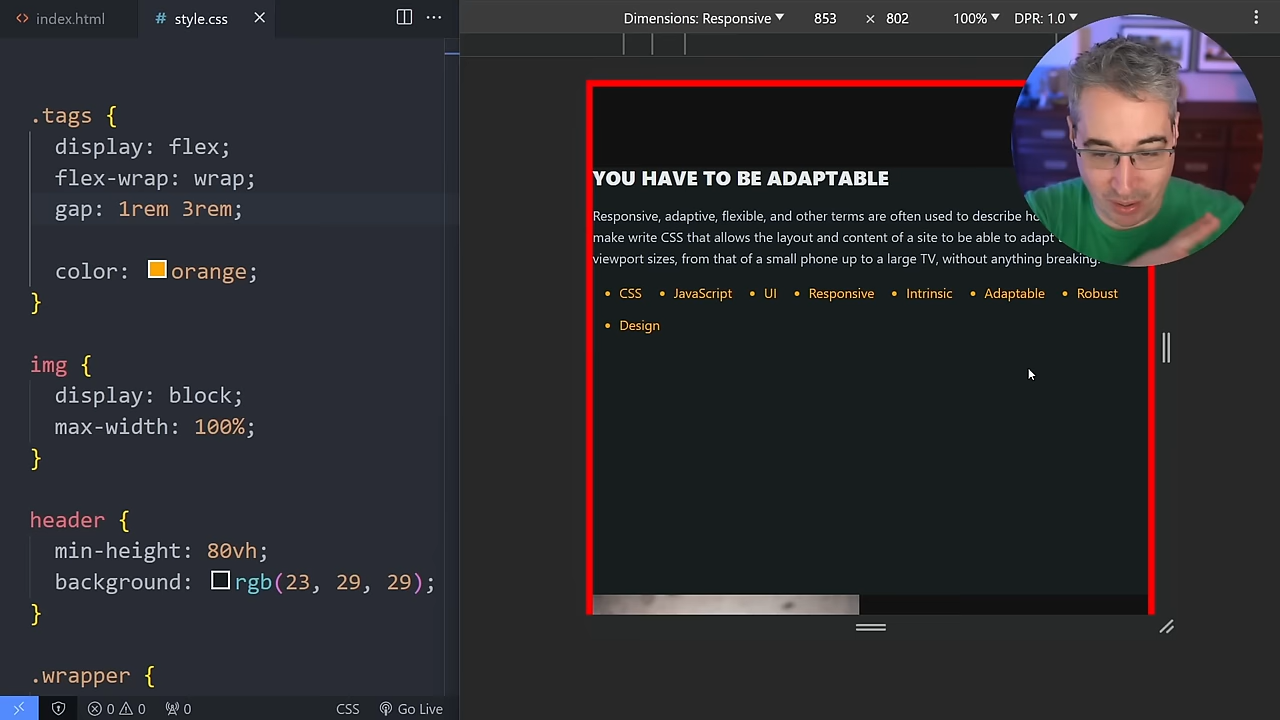 index.html
# style.css
Dimensions: Responsive 853 × 802 100% DPR: 1.0
.tags {
display: flex;
flex-wrap: wrap;
gap: 1rem 3rem;
color: orange;
}
img {
display: block;
max-width: 100%;
}
header {
min-height: 80vh;
background: rgb(23, 29, 29);
}
.wrapper {
0 0 0 CSS Go Live
YOU HAVE TO BE ADAPTABLE
Responsive, adaptive, flexible, and other terms are often used to describe
make write CSS that allows the layout and content of a site to be able to adapt
viewport sizes, from that of a small phone up to a large TV, without anything breaking.
• CSS • JavaScript • UI • Responsive • Intrinsic • Adaptable • Robust
• Design